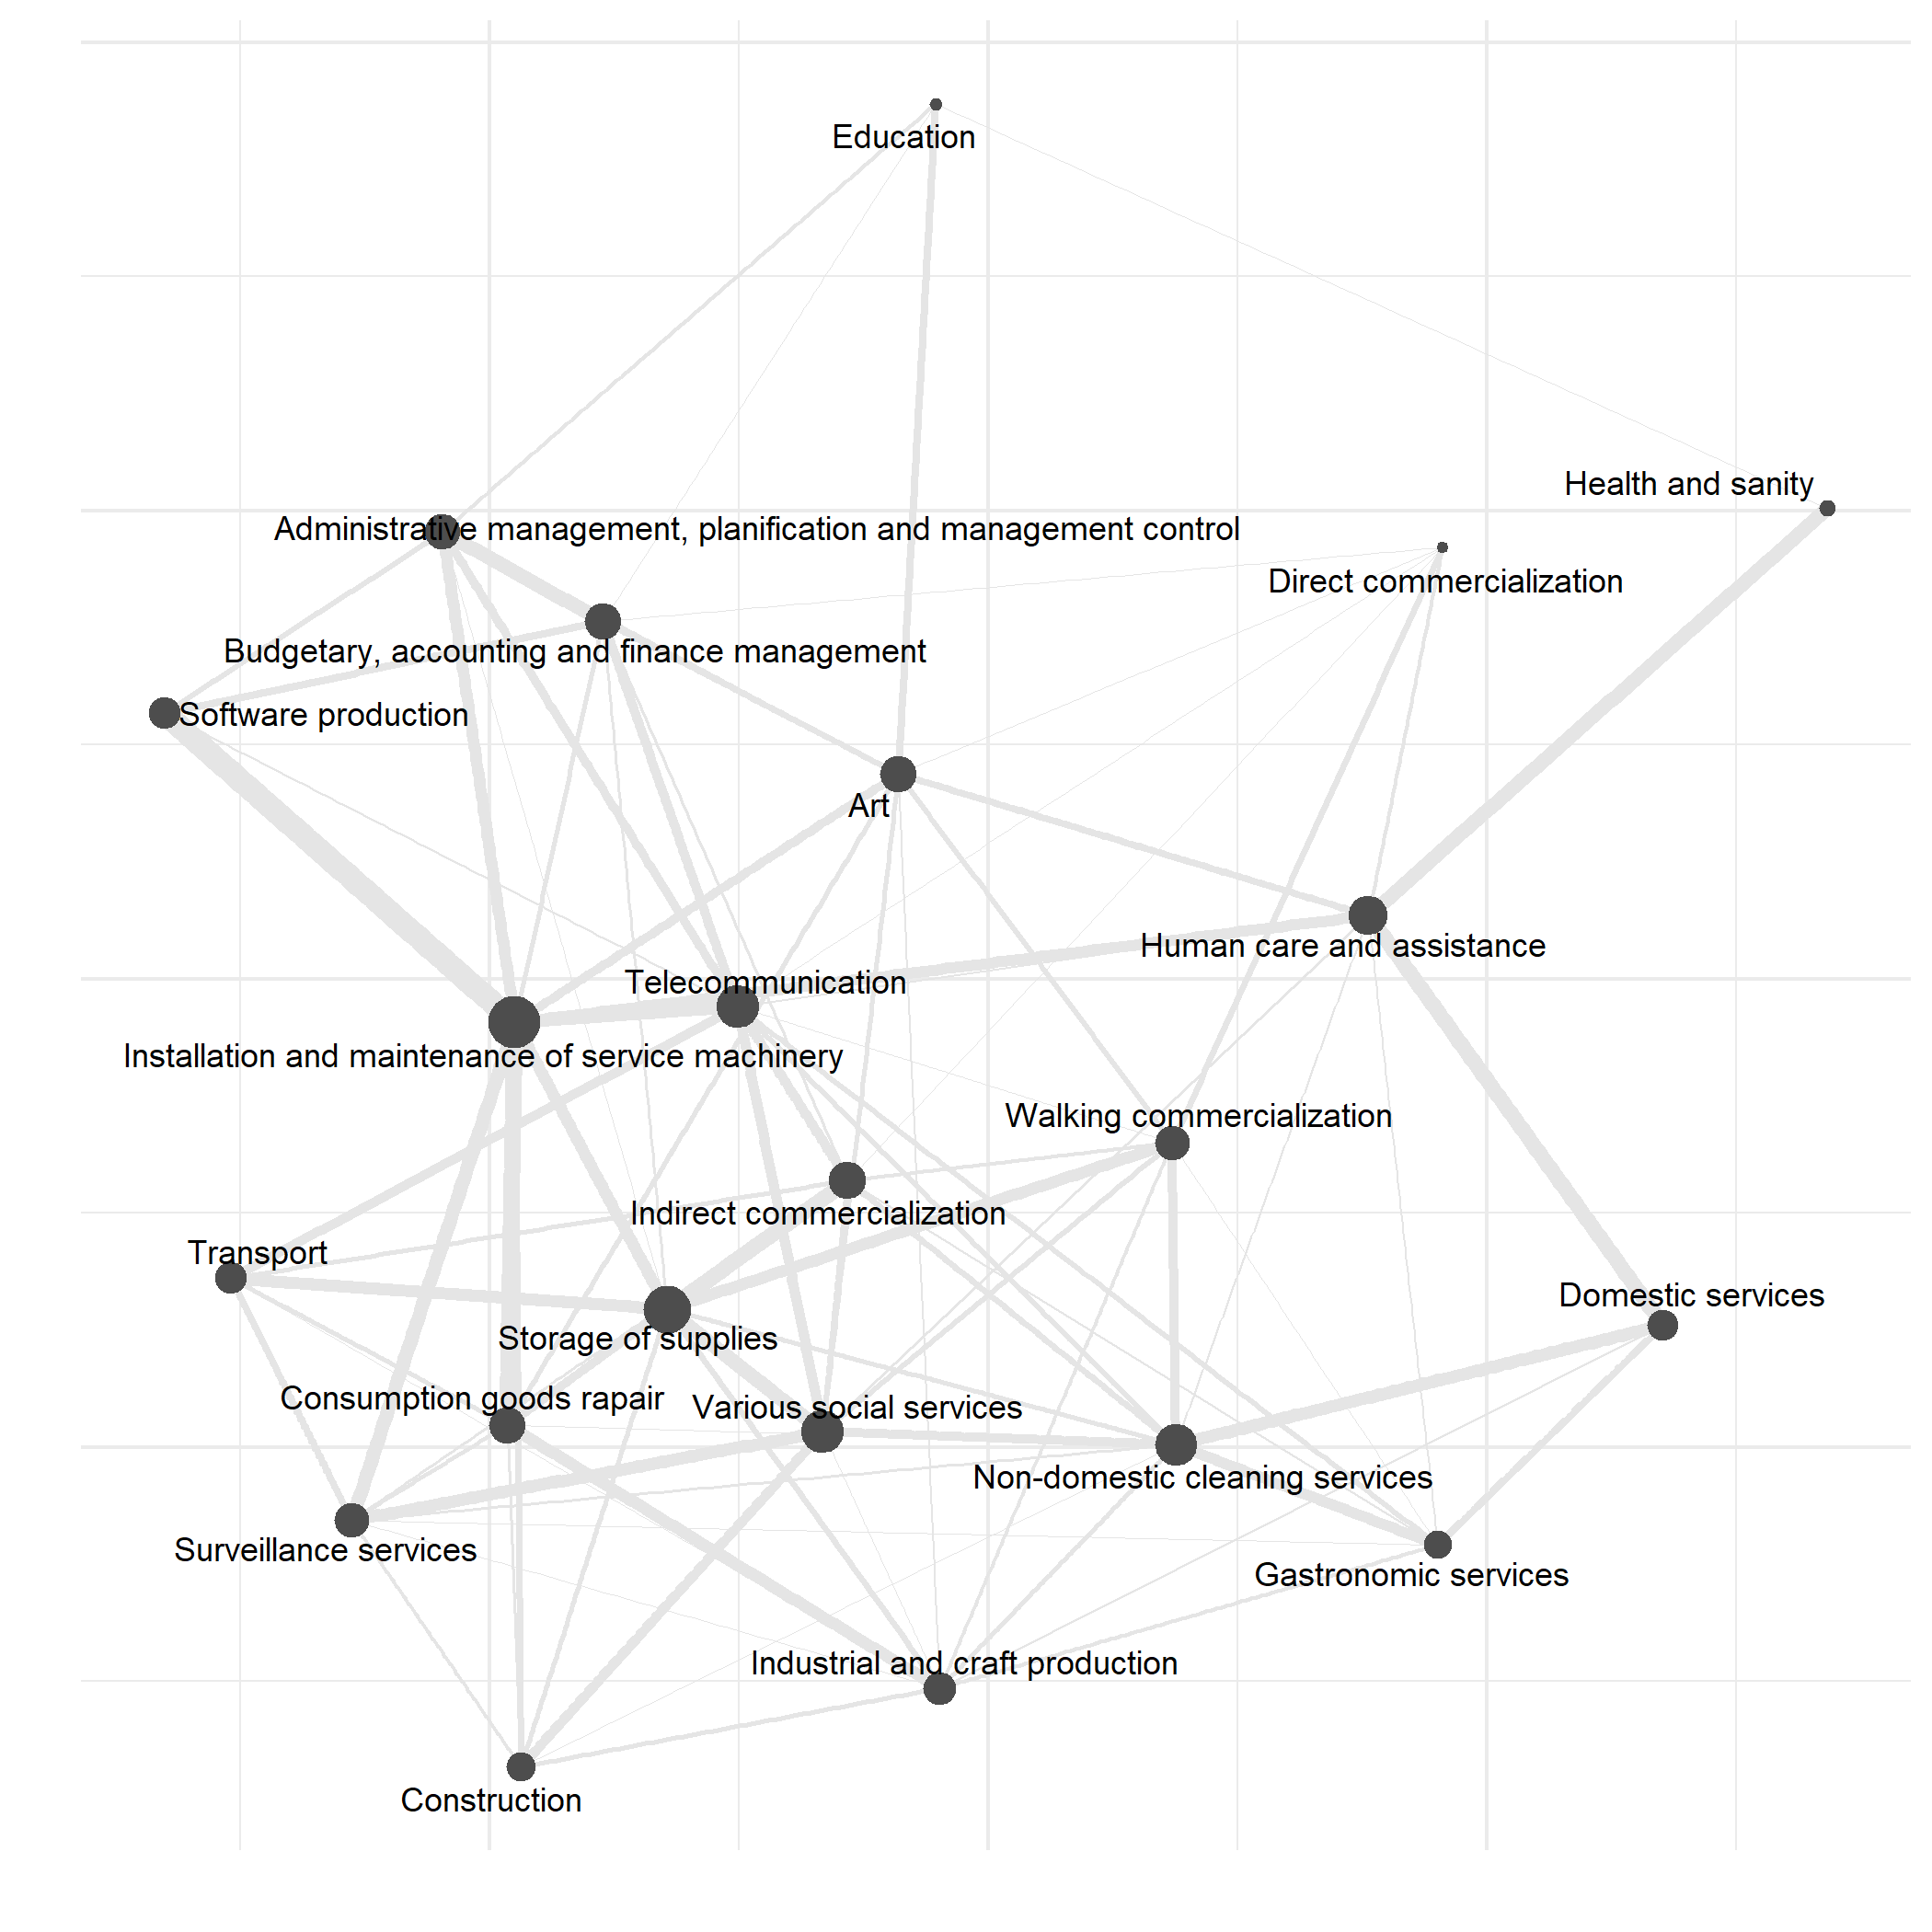 Education
Health and sanity
Administrative management, planification and management control
Direct commercialization
Budgetary, accounting and finance management
Software production
Art
Human care and assistance
Telecommunication
Installation and maintenance of service machinery
Walking commercialization
Indirect commercialization
Transport
Domestic services
Storage of supplies
Consumption goods rapair
Various social services
Non-domestic cleaning services
Surveillance services
Gastronomic services
Industrial and craft production
Construction